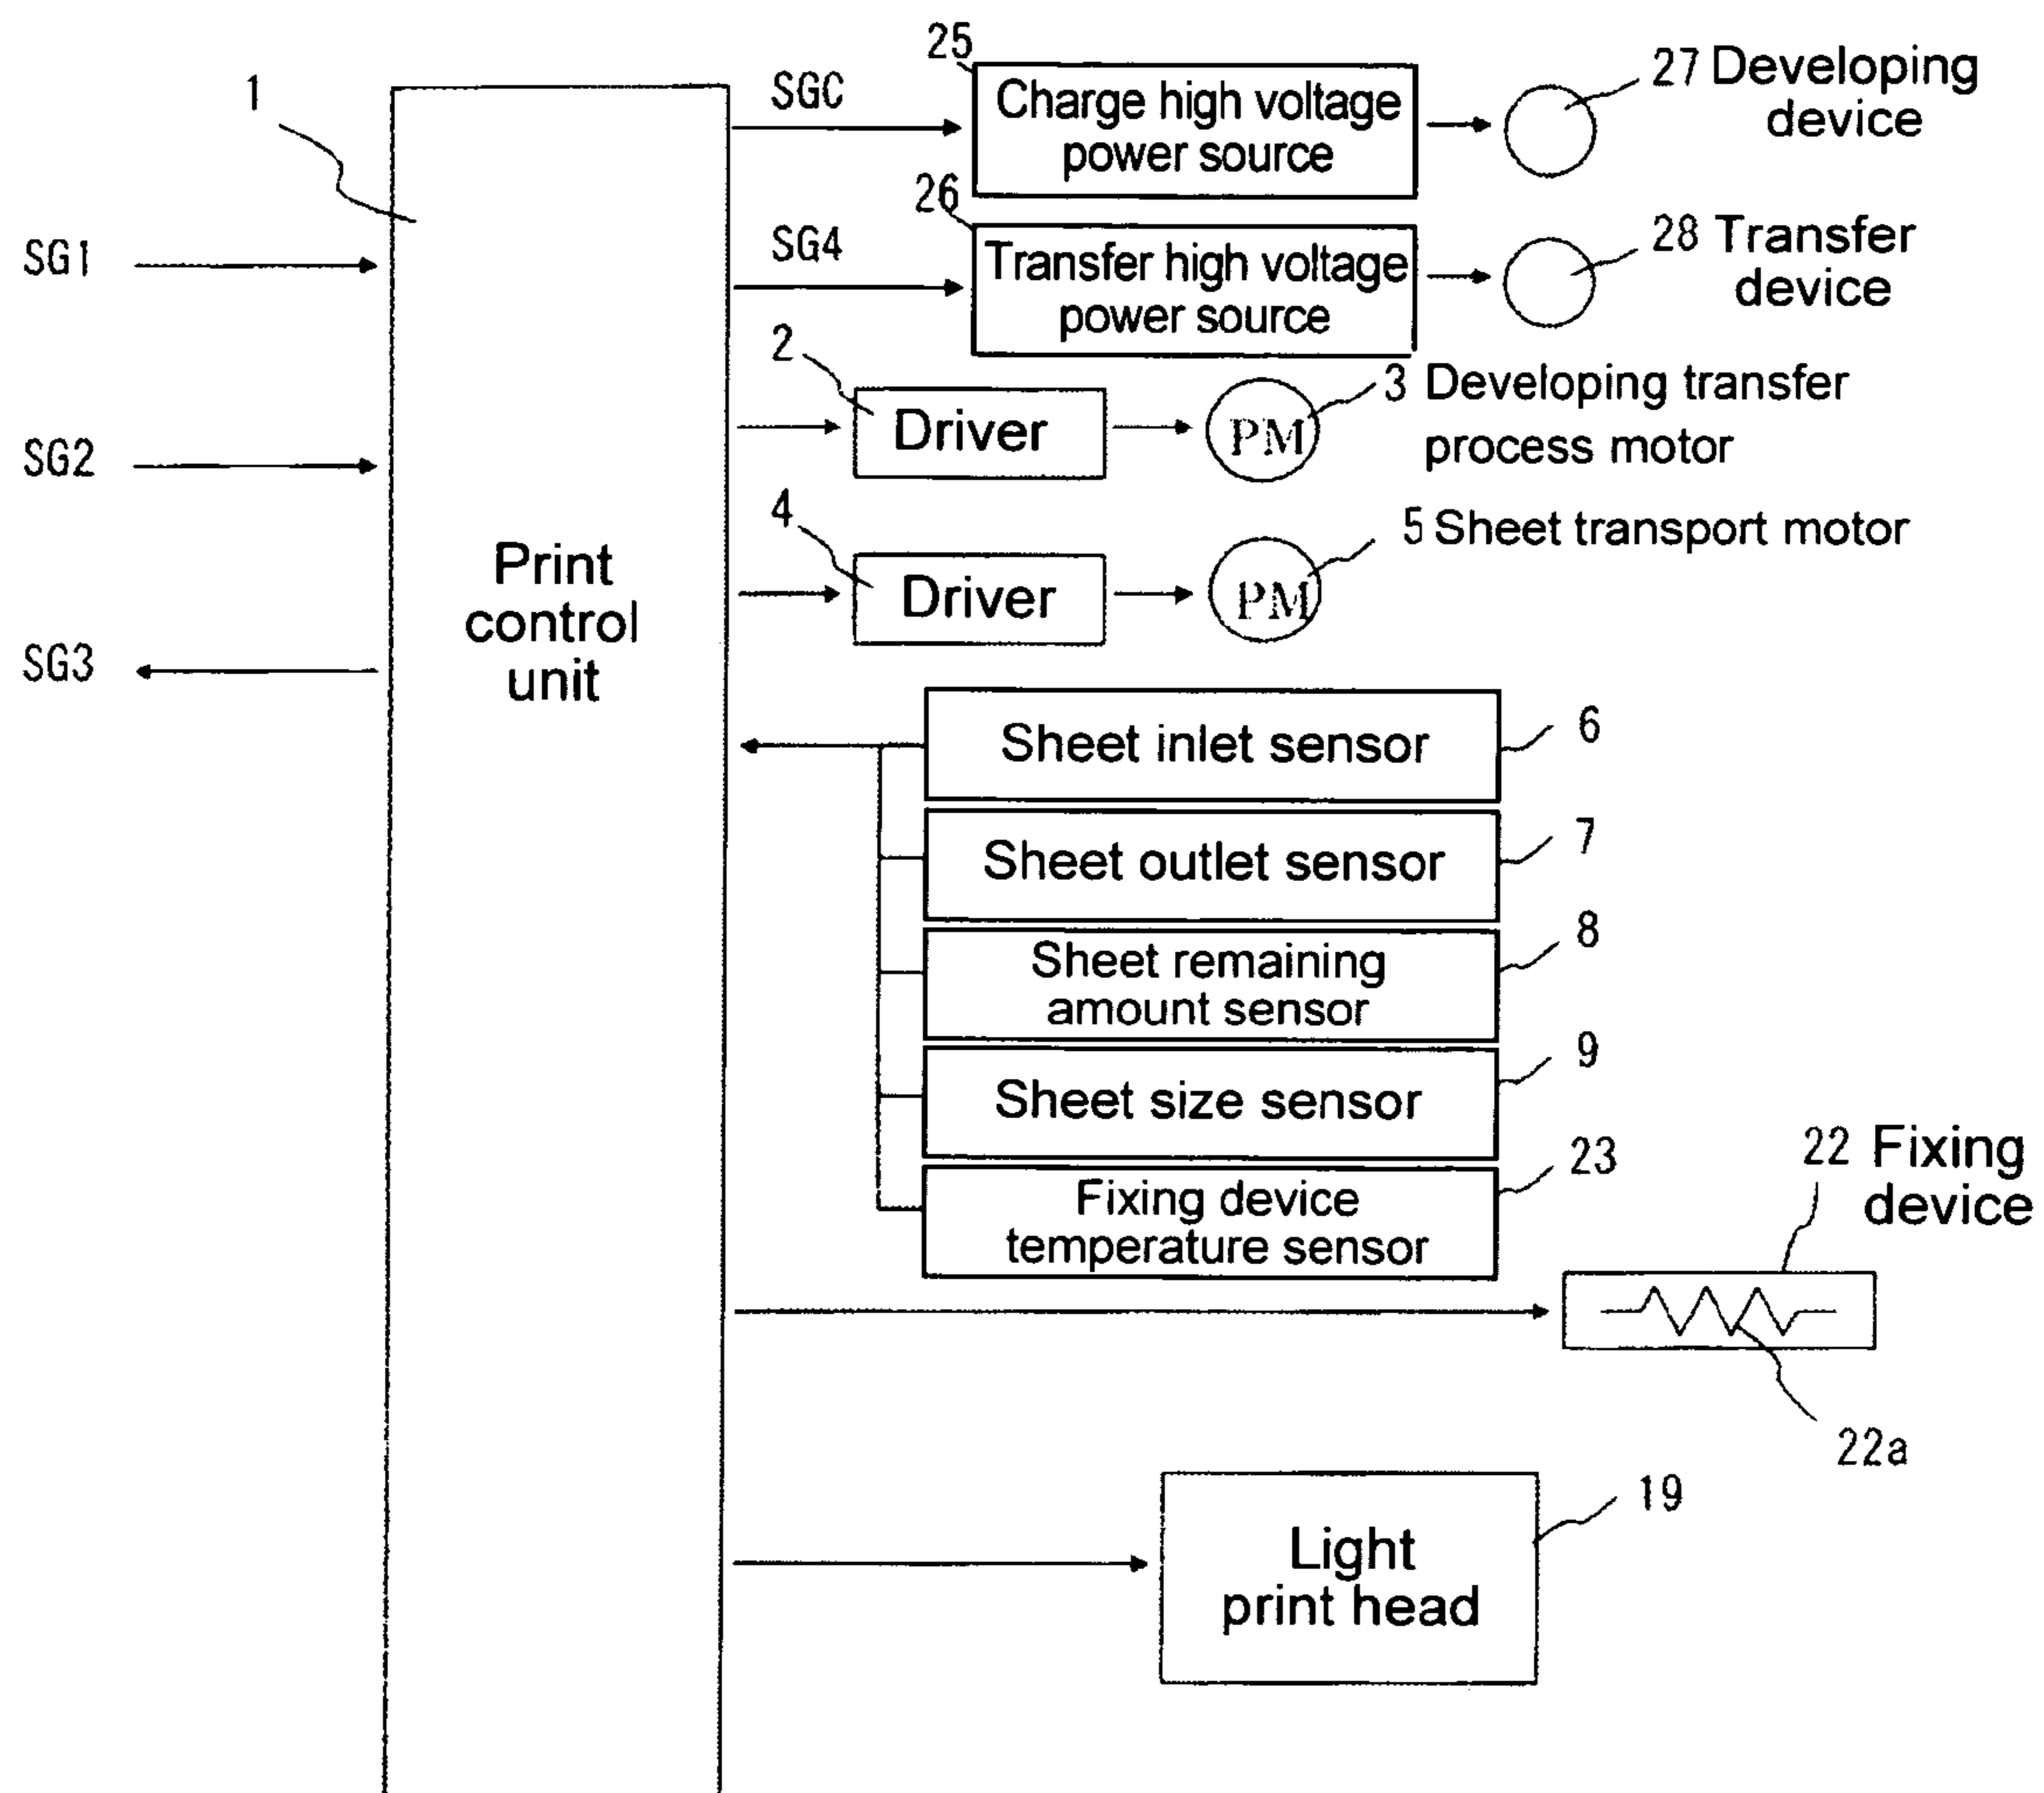 1
SG1
SG2
SG3
Print
control
unit
SGC
25
Charge high voltage
power source
27 Developing
device
SG4
26
Transfer high voltage
power source
28 Transfer
device
2
Driver
PM
3 Developing transfer
process motor
4
Driver
PM
5 Sheet transport motor
Sheet inlet sensor
6
Sheet outlet sensor
7
Sheet remaining
amount sensor
8
Sheet size sensor
9
Fixing device
temperature sensor
23
22 Fixing
device
22a
Light
print head
19